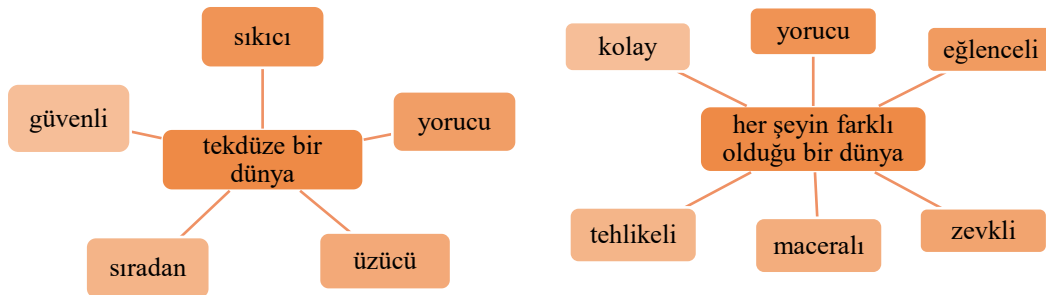 sıkıcı
güvenli
yorucu
tekdüze bir
dünya
sıradan
üzücü
kolay
yorucu
eğlenceli
her şeyin farklı
olduğu bir dünya
tehlikeli
maceralı
zevkli